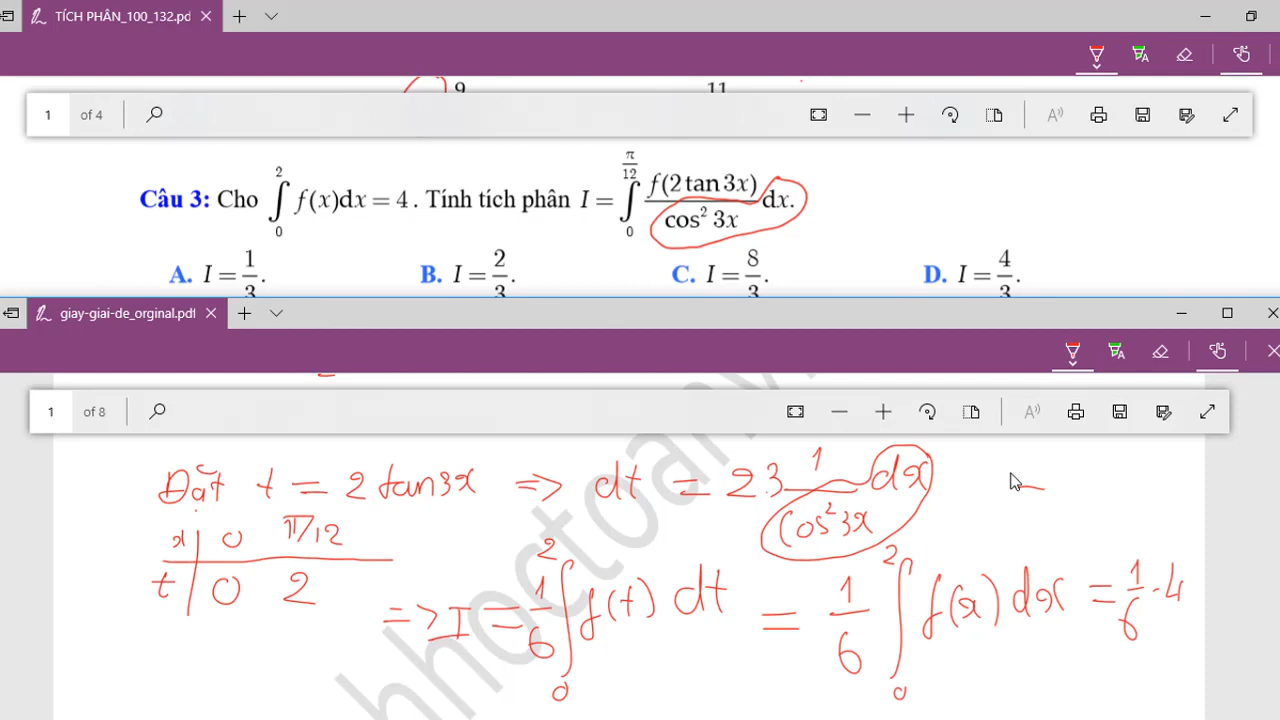 TÍCH PHÂN_100_132.pd
9 11
1 of 4
Câu 3: Cho ∫₀² f(x)dx = 4. Tính tích phân I = ∫₀^{π/12} f(2 tan 3x)/cos² 3x dx.
A. I = 1/3. B. I = 2/3. C. I = 8/3. D. I = 4/3.
giay-giai-de_orginal.pdf
1 of 8
Đặt t = 2 tan3x => dt = 2.3 1/cos²3x dx
x 0 π/12
t 0 2
=> I = 1/6 ∫₀² f(t) dt = 1/6 ∫₀² f(x) dx = 1/6 · 4